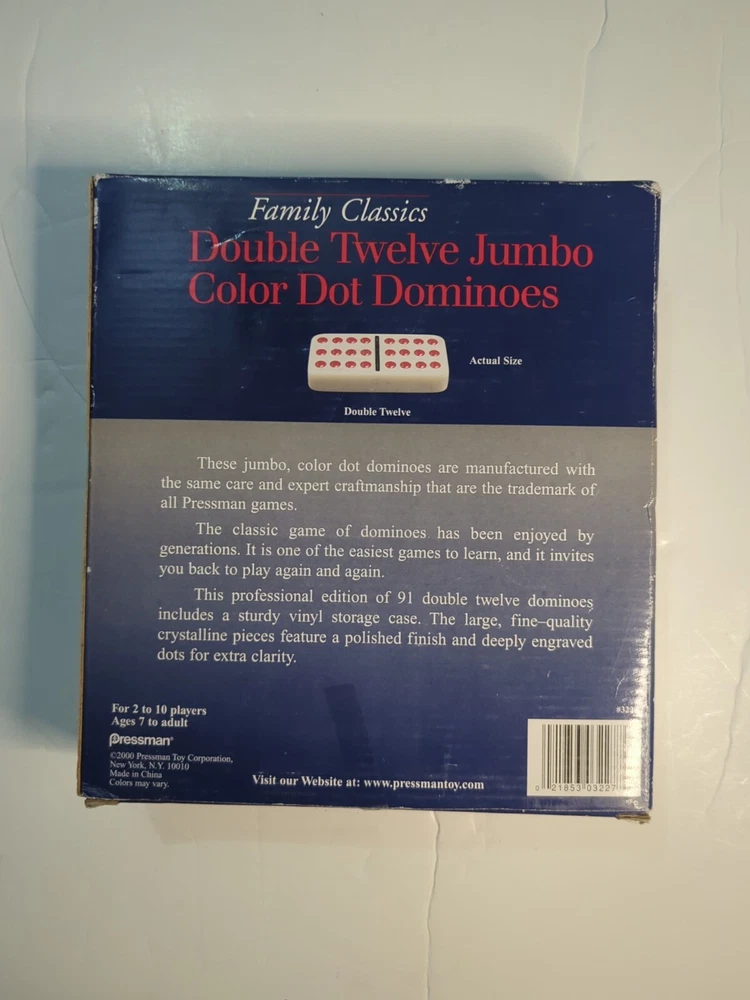 Family Classics
Double Twelve Jumbo
Color Dot Dominoes
Actual Size
Double Twelve
These jumbo, color dot dominoes are manufactured with
the same care and expert craftmanship that are the trademark of
all Pressman games.
The classic game of dominoes has been enjoyed by
generations. It is one of the easiest games to learn, and it invites
you back to play again and again.
This professional edition of 91 double twelve dominoes
includes a sturdy vinyl storage case. The large, fine–quality
crystalline pieces feature a polished finish and deeply engraved
dots for extra clarity.
For 2 to 10 players
Ages 7 to adult
Pressman®
©2000 Pressman Toy Corporation,
New York, N.Y. 10010
Made in China
Colors may vary.
Visit our Website at: www.pressmantoy.com
0 21853 03227